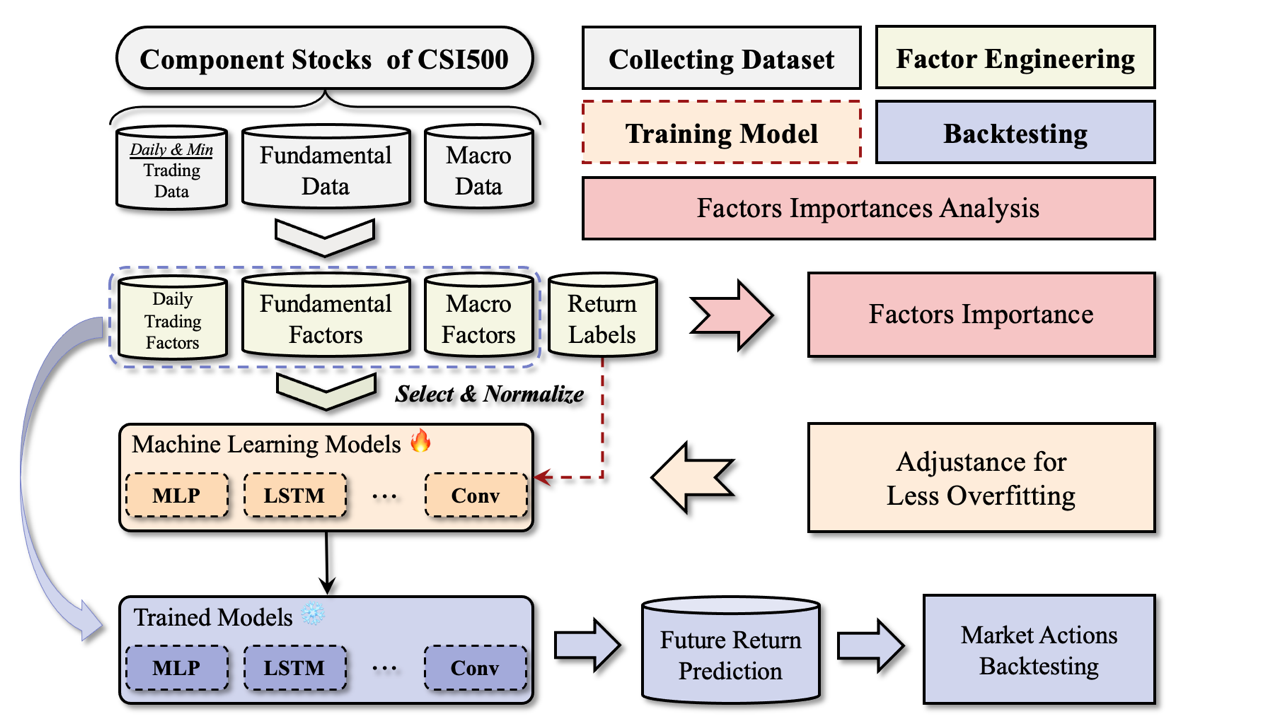 Component Stocks of CSI500
Collecting Dataset
Factor Engineering
Training Model
Backtesting
Factors Importances Analysis
Daily & Min
Trading
Data
Fundamental
Data
Macro
Data
Daily
Trading
Factors
Fundamental
Factors
Macro
Factors
Return
Labels
Factors Importance
Select & Normalize
Machine Learning Models
MLP
LSTM
...
Conv
Adjustance for
Less Overfitting
Trained Models
MLP
LSTM
...
Conv
Future Return
Prediction
Market Actions
Backtesting